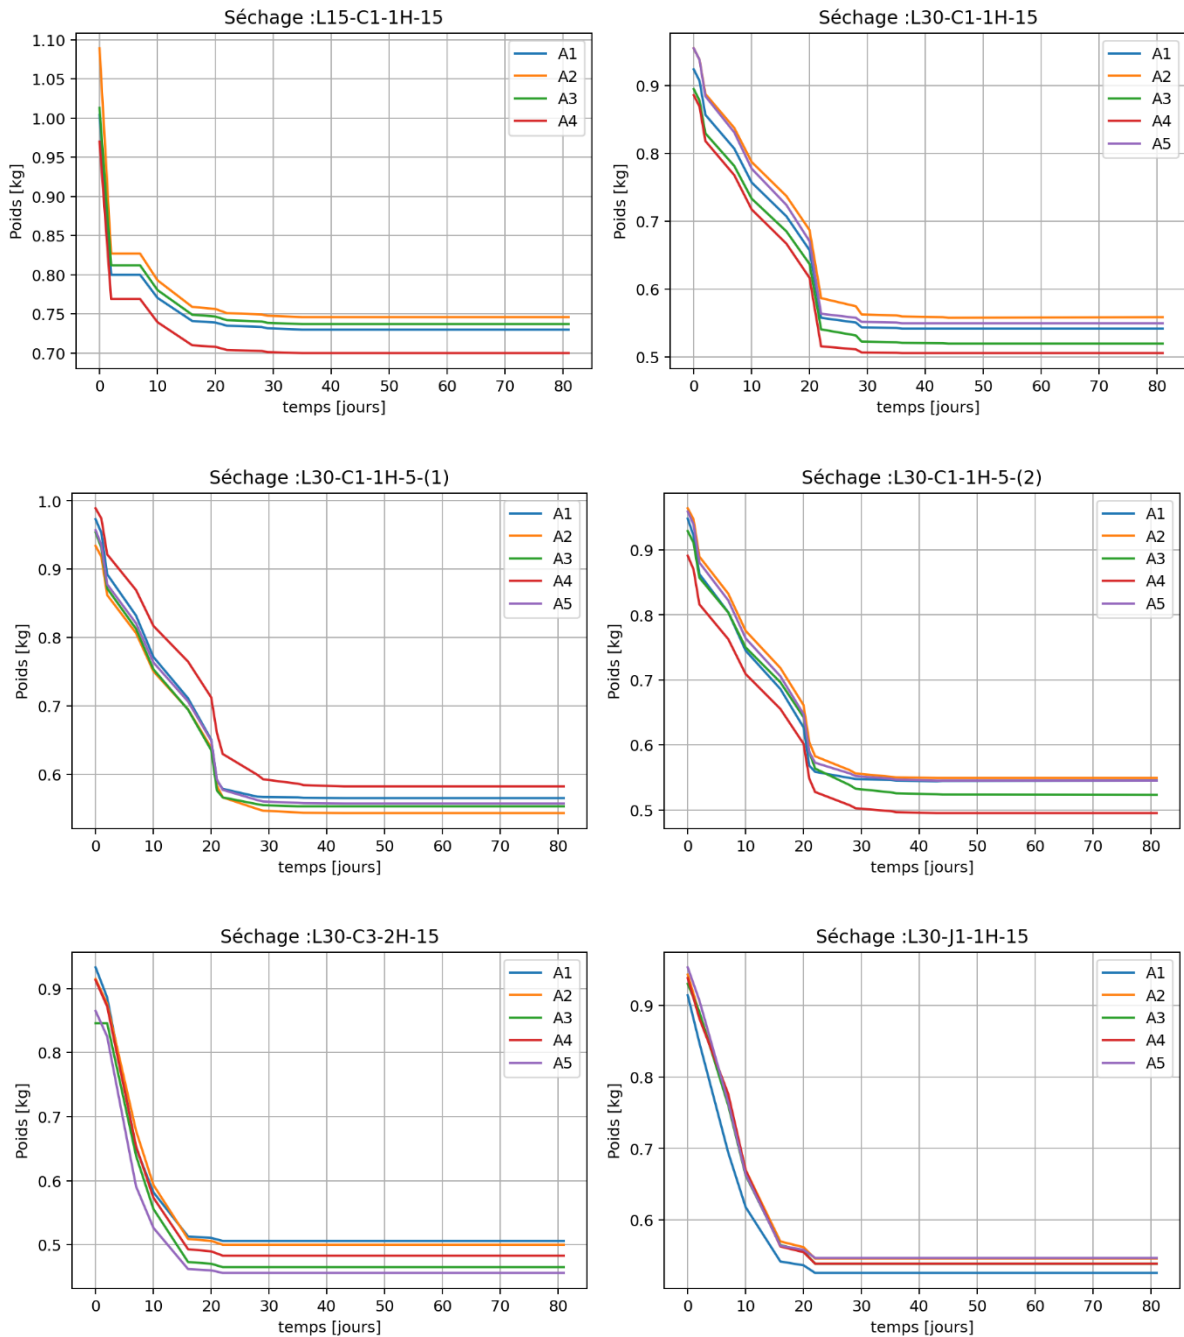 Séchage :L15-C1-1H-15
1.10
1.05
1.00
0.95
0.90
0.85
0.80
0.75
0.70
Poids [kg]
A1
A2
A3
A4
0 10 20 30 40 50 60 70 80
temps [jours]
Séchage :L30-C1-1H-15
0.9
0.8
0.7
0.6
0.5
Poids [kg]
A1
A2
A3
A4
A5
0 10 20 30 40 50 60 70 80
temps [jours]
Séchage :L30-C1-1H-5-(1)
1.0
0.9
0.8
0.7
0.6
Poids [kg]
A1
A2
A3
A4
A5
0 10 20 30 40 50 60 70 80
temps [jours]
Séchage :L30-C1-1H-5-(2)
0.9
0.8
0.7
0.6
0.5
Poids [kg]
A1
A2
A3
A4
A5
0 10 20 30 40 50 60 70 80
temps [jours]
Séchage :L30-C3-2H-15
0.9
0.8
0.7
0.6
0.5
Poids [kg]
A1
A2
A3
A4
A5
0 10 20 30 40 50 60 70 80
temps [jours]
Séchage :L30-J1-1H-15
0.9
0.8
0.7
0.6
Poids [kg]
A1
A2
A3
A4
A5
0 10 20 30 40 50 60 70 80
temps [jours]